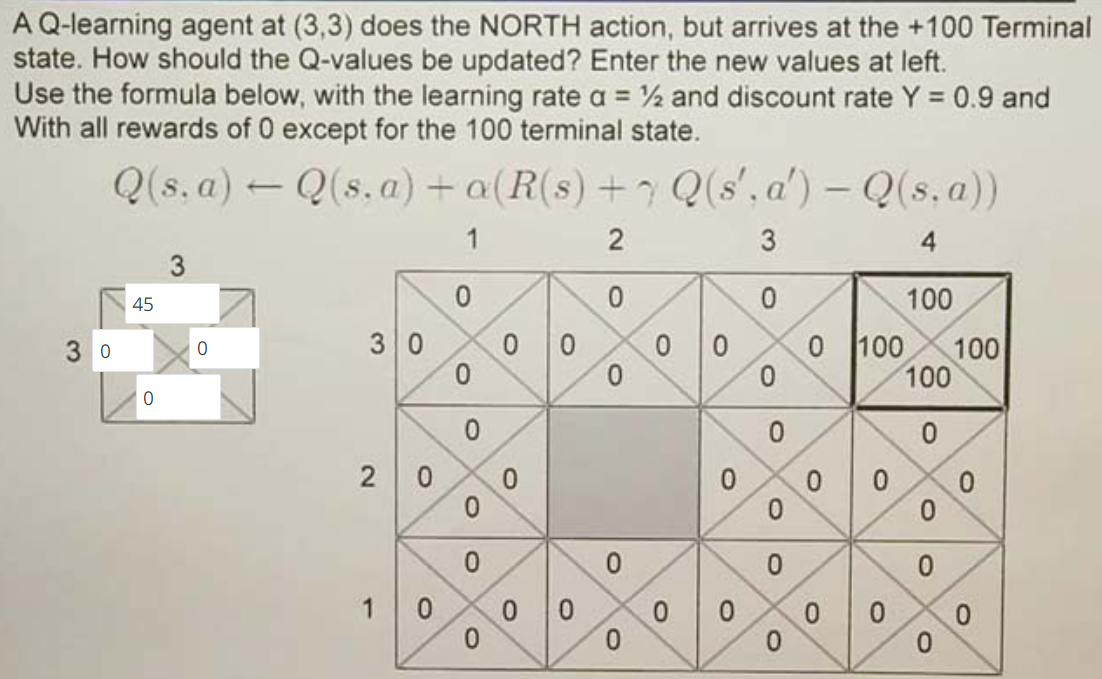 A Q-learning agent at (3,3) does the NORTH action, but arrives at the +100 Terminal
state. How should the Q-values be updated? Enter the new values at left.
Use the formula below, with the learning rate α = ½ and discount rate Y = 0.9 and
With all rewards of 0 except for the 100 terminal state.
Q(s, a) ← Q(s, a) + α(R(s) + γ Q(s′, a′) − Q(s, a))
1 2 3 4
3
45
3 0 0
0
0 0 0 100
3 0 0 0 0 0 0 100 100
0 0 0 100
0 0 0
2 0 0 0 0 0 0
0 0 0
0 0 0 0
1 0 0 0 0 0 0 0 0
0 0 0 0